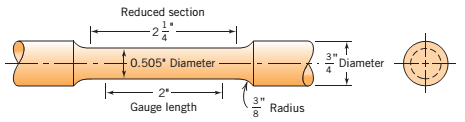 Reduced section
2 1/4"
0.505" Diameter
3/4" Diameter
2"
Gauge length
3/8" Radius